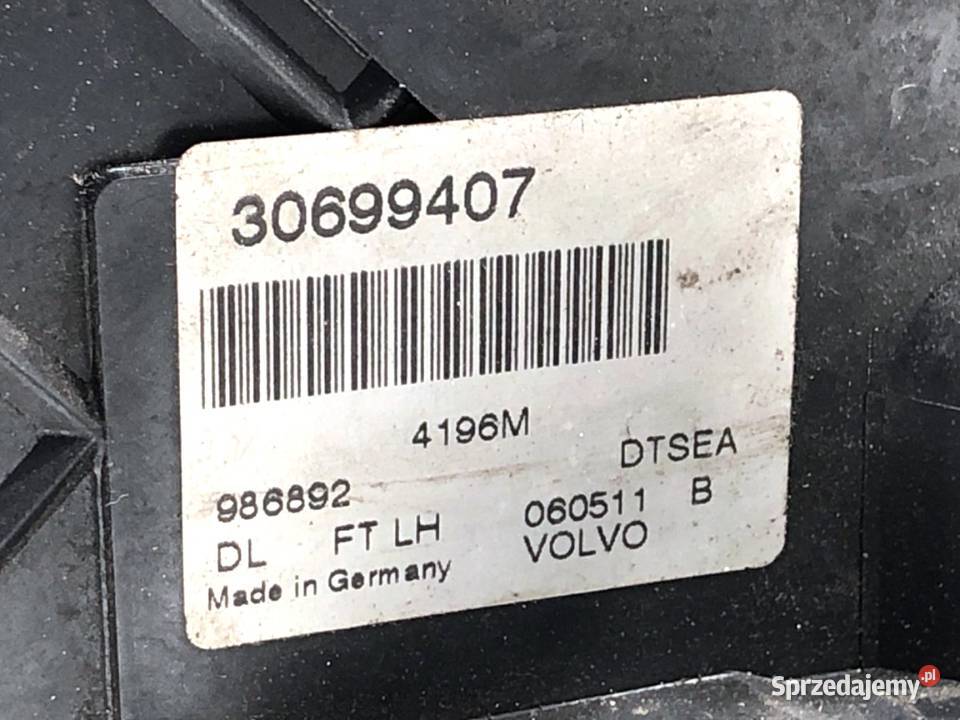 30699407
4196M
986892 DTSEA
DL FT LH 060511 B
Made in Germany VOLVO
Sprzedajemy.pl